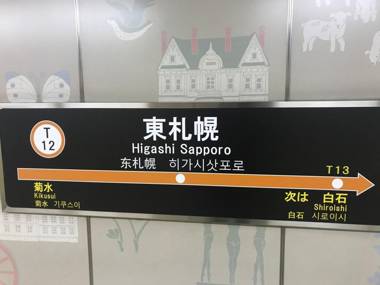 T
12
東札幌
Higashi Sapporo
东札幌 히가시삿포로
T13
菊水
Kikusui
菊水 기쿠스이
次は 白石
Shiroishi
白石 시로이시